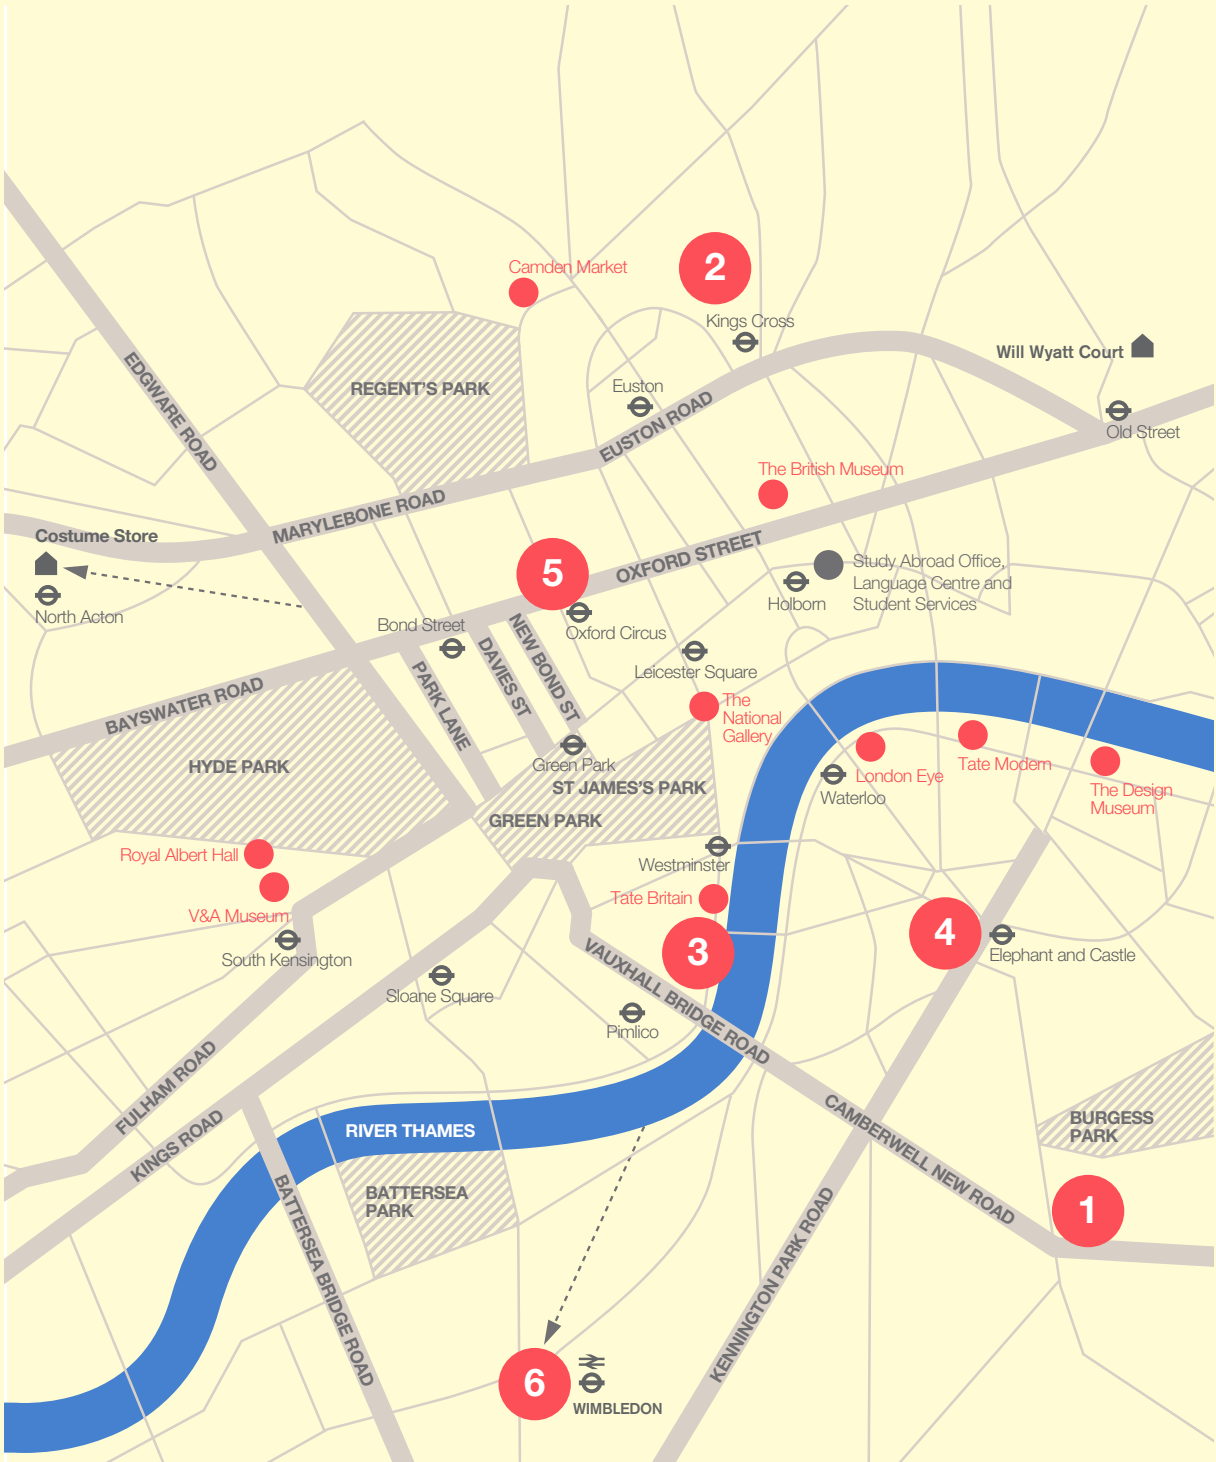 Camden Market
2
Kings Cross
Will Wyatt Court
EDGWARE ROAD
REGENT'S PARK
Euston
EUSTON ROAD
Old Street
The British Museum
MARYLEBONE ROAD
Costume Store
North Acton
5
OXFORD STREET
Study Abroad Office,
Language Centre and
Student Services
Holborn
Bond Street
Oxford Circus
NEW BOND ST
DAVIES ST
PARK LANE
Leicester Square
BAYSWATER ROAD
The
National
Gallery
HYDE PARK
Green Park
ST JAMES'S PARK
GREEN PARK
London Eye
Waterloo
Tate Modern
The Design
Museum
Royal Albert Hall
V&A Museum
South Kensington
Westminster
Tate Britain
3
4
Elephant and Castle
Sloane Square
Pimlico
VAUXHALL BRIDGE ROAD
FULHAM ROAD
KINGS ROAD
RIVER THAMES
CAMBERWELL NEW ROAD
BURGESS
PARK
BATTERSEA
PARK
BATTERSEA BRIDGE ROAD
1
KENNINGTON PARK ROAD
6
WIMBLEDON